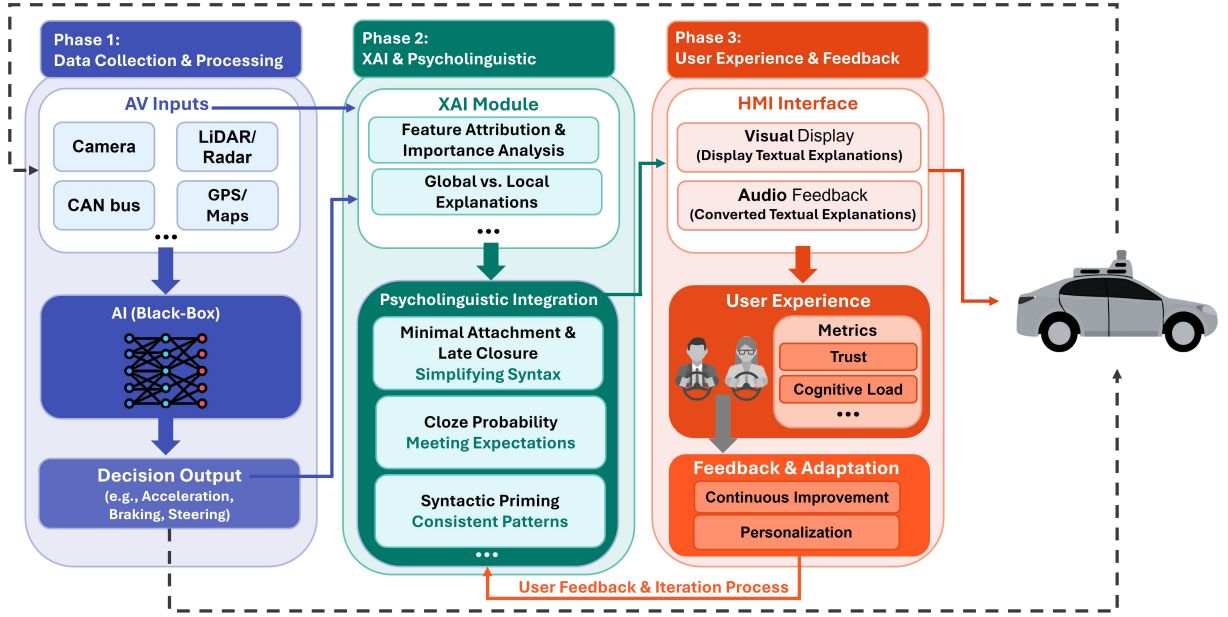 Phase 1:
Data Collection & Processing
AV Inputs
Camera
LiDAR/
Radar
CAN bus
GPS/
Maps
•••
AI (Black-Box)
Decision Output
(e.g., Acceleration,
Braking, Steering)
Phase 2:
XAI & Psycholinguistic
XAI Module
Feature Attribution &
Importance Analysis
Global vs. Local
Explanations
•••
Psycholinguistic Integration
Minimal Attachment &
Late Closure
Simplifying Syntax
Cloze Probability
Meeting Expectations
Syntactic Priming
Consistent Patterns
•••
Phase 3:
User Experience & Feedback
HMI Interface
Visual Display
(Display Textual Explanations)
Audio Feedback
(Converted Textual Explanations)
User Experience
Metrics
Trust
Cognitive Load
•••
Feedback & Adaptation
Continuous Improvement
Personalization
User Feedback & Iteration Process